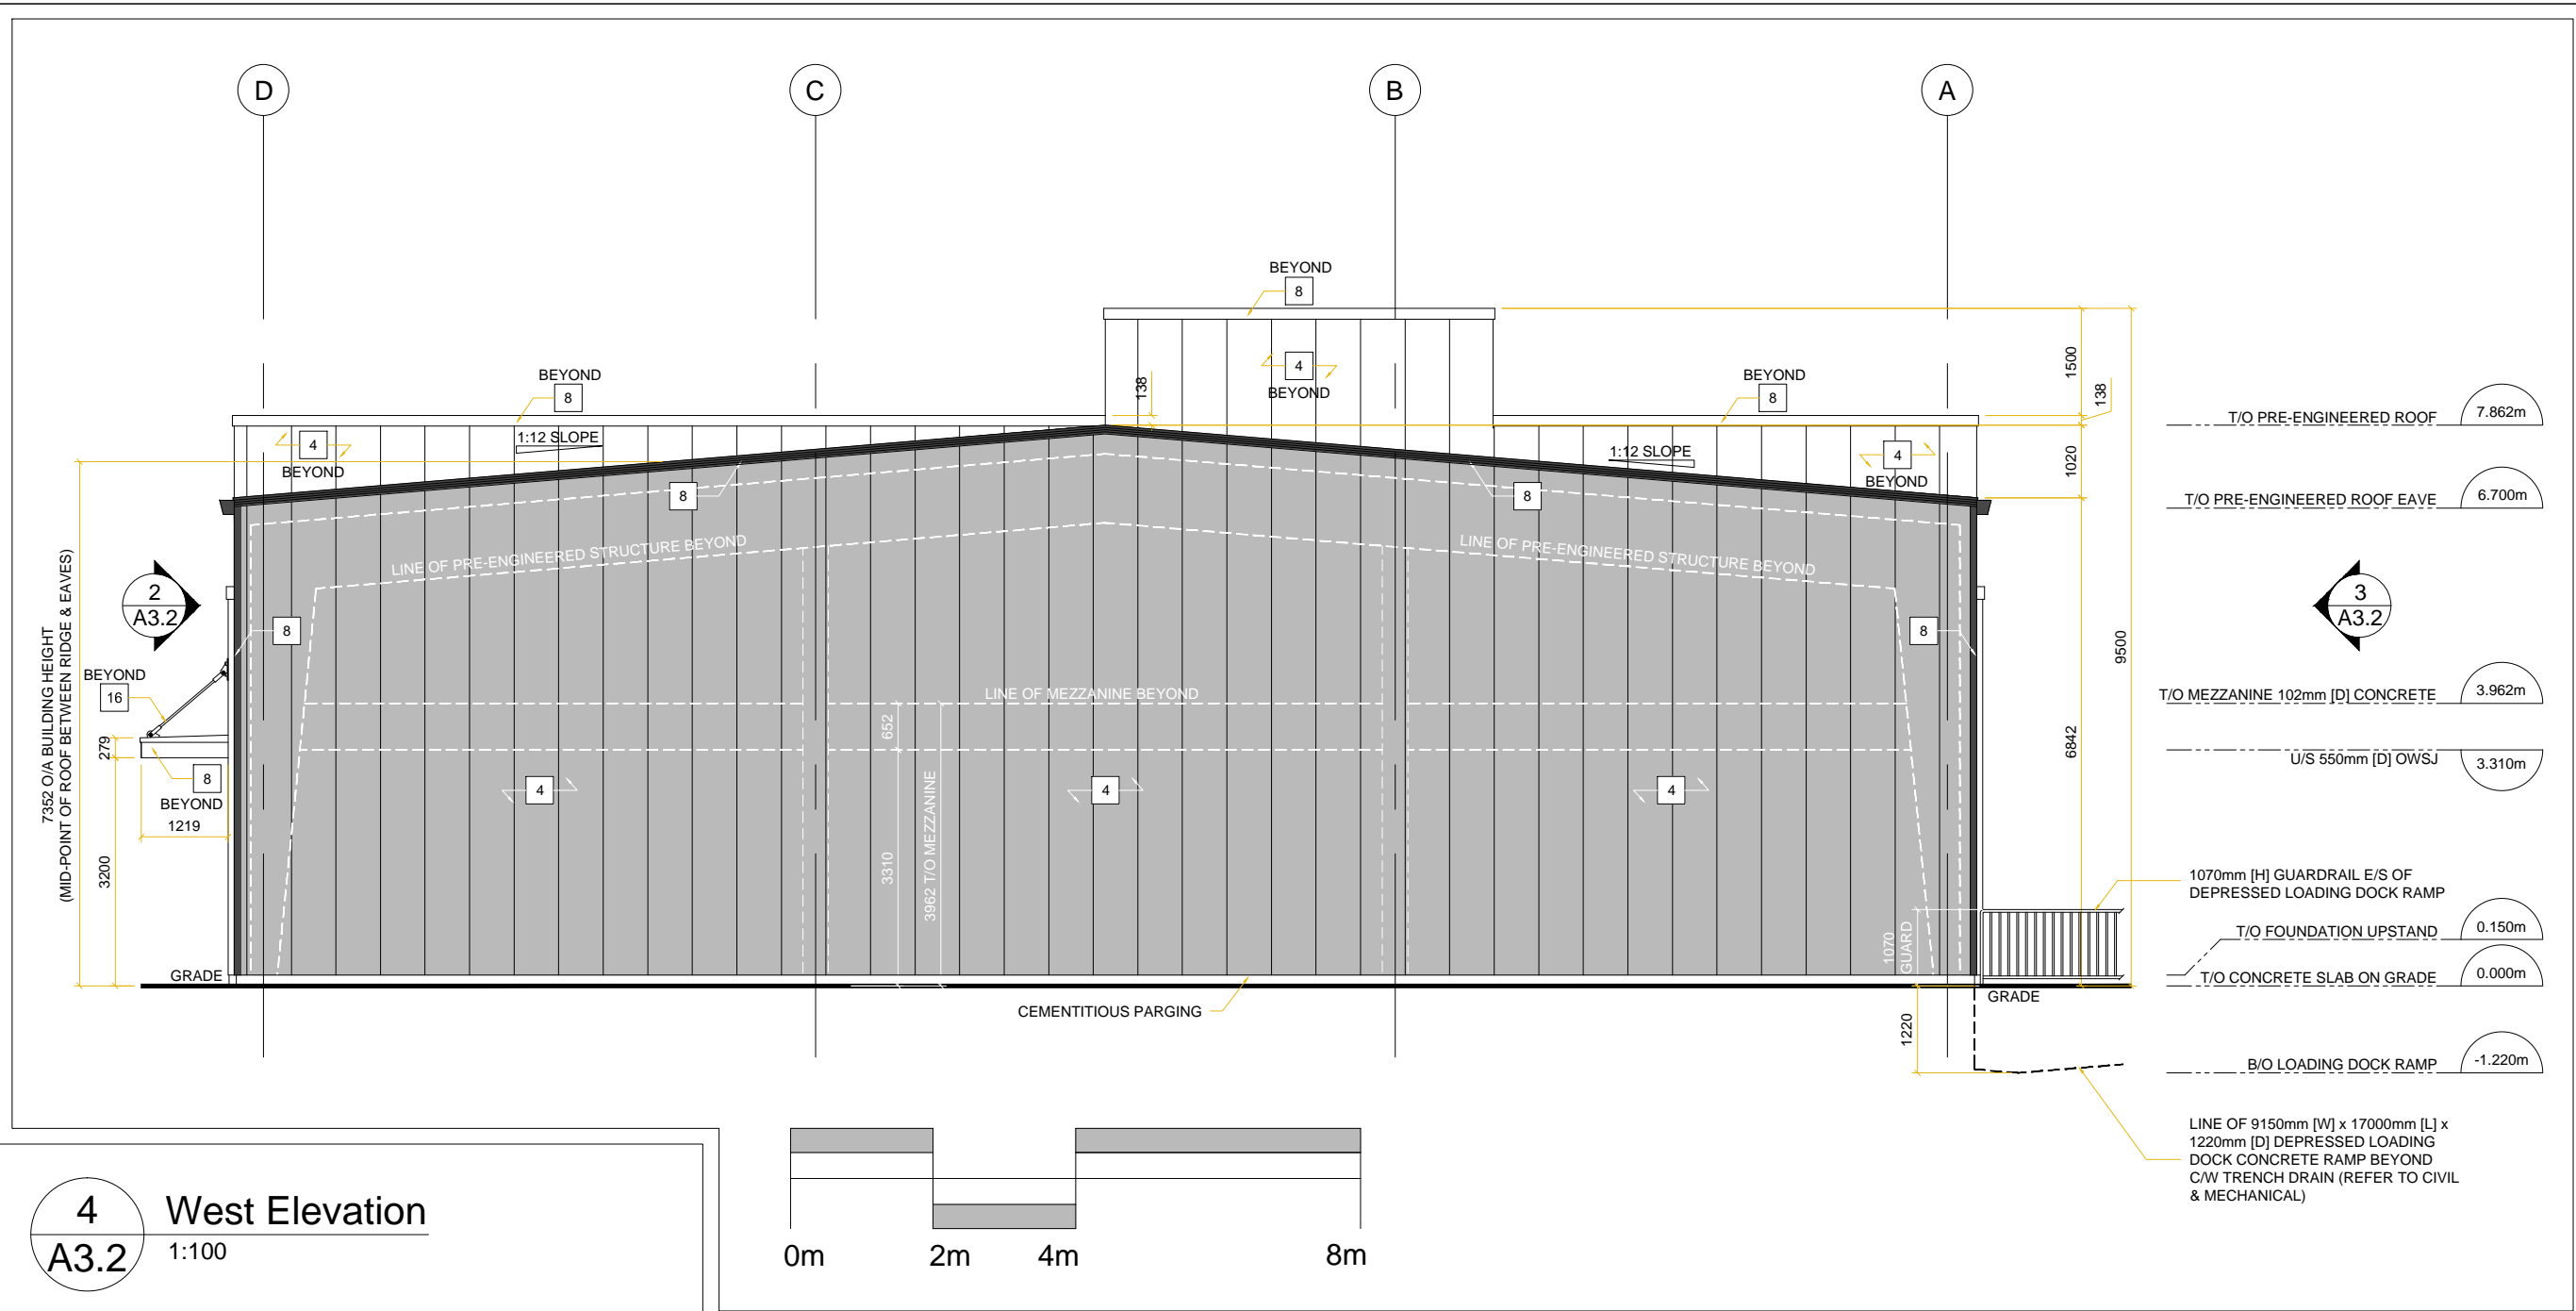 D
C
B
A
BEYOND
8
4
BEYOND
138
BEYOND
8
4
BEYOND
1:12 SLOPE
BEYOND
8
1:12 SLOPE
4
BEYOND
8
8
1500
138
1020
6842
9500
T/O PRE-ENGINEERED ROOF 7.862m
T/O PRE-ENGINEERED ROOF EAVE 6.700m
3
A3.2
T/O MEZZANINE 102mm [D] CONCRETE 3.962m
U/S 550mm [D] OWSJ 3.310m
1070mm [H] GUARDRAIL E/S OF
DEPRESSED LOADING DOCK RAMP
T/O FOUNDATION UPSTAND 0.150m
T/O CONCRETE SLAB ON GRADE 0.000m
B/O LOADING DOCK RAMP -1.220m
LINE OF 9150mm [W] x 17000mm [L] x
1220mm [D] DEPRESSED LOADING
DOCK CONCRETE RAMP BEYOND
C/W TRENCH DRAIN (REFER TO CIVIL
& MECHANICAL)
7352 O/A BUILDING HEIGHT
(MID-POINT OF ROOF BETWEEN RIDGE & EAVES)
2
A3.2
8
BEYOND
16
279
8
BEYOND
1219
3200
GRADE
LINE OF PRE-ENGINEERED STRUCTURE BEYOND
LINE OF PRE-ENGINEERED STRUCTURE BEYOND
8
LINE OF MEZZANINE BEYOND
652
3310
3962 T/O MEZZANINE
4
4
4
1070
GUARD
GRADE
1220
CEMENTITIOUS PARGING
4
A3.2
West Elevation
1:100
0m 2m 4m 8m